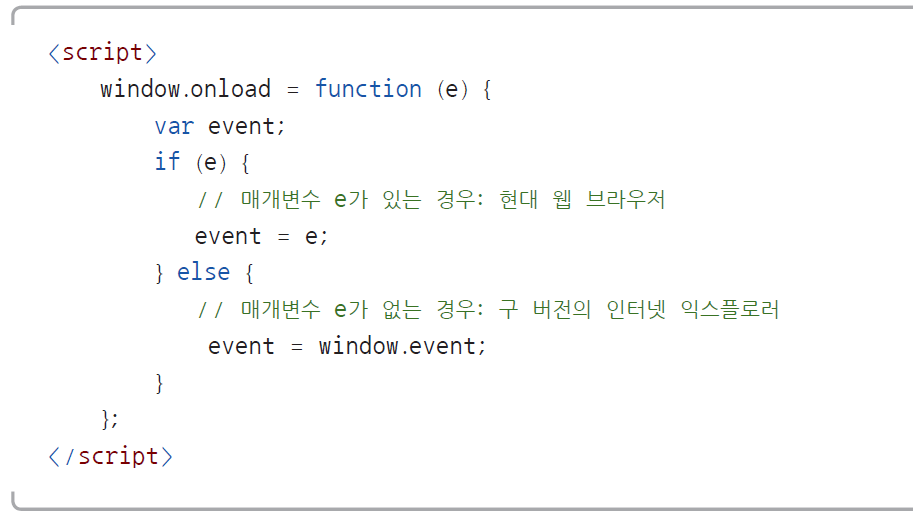 <script>
window.onload = function (e) {
var event;
if (e) {
// 매개변수 e가 있는 경우: 현대 웹 브라우저
event = e;
} else {
// 매개변수 e가 없는 경우: 구 버전의 인터넷 익스플로러
event = window.event;
}
};
</script>